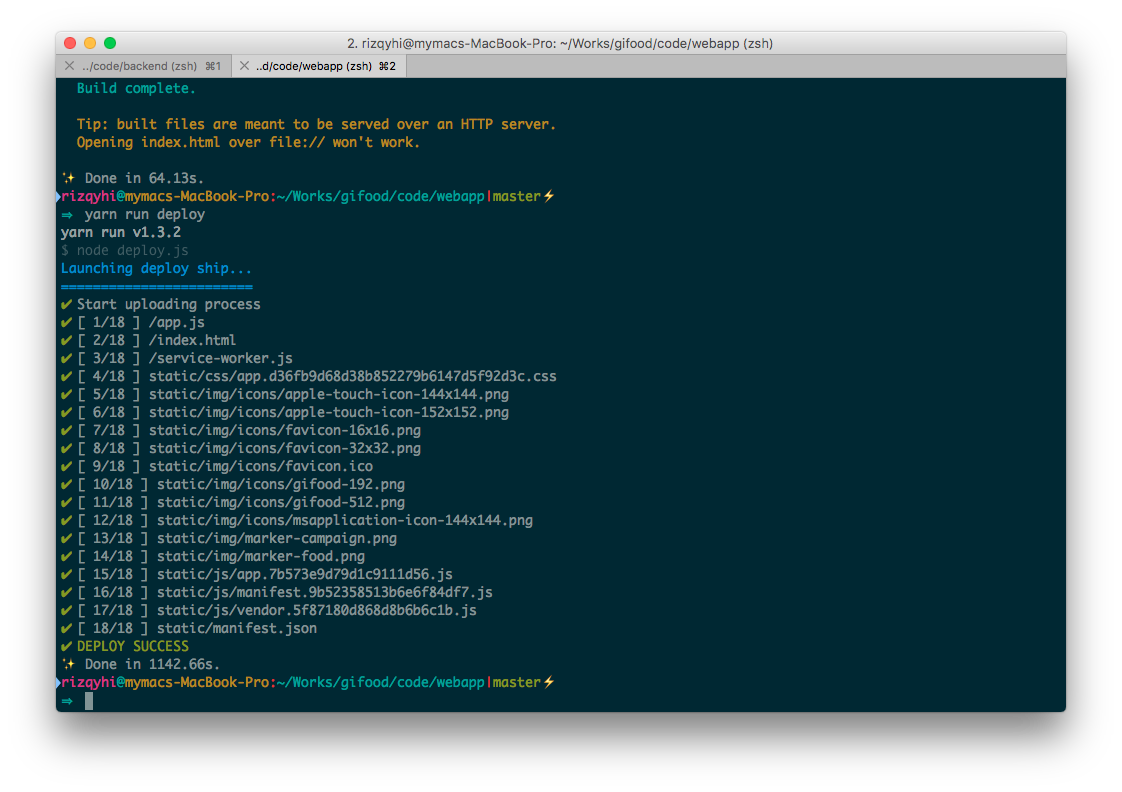 2. rizqyhi@mymacs-MacBook-Pro: ~/Works/gifood/code/webapp (zsh)
../code/backend (zsh) ⌘1
..d/code/webapp (zsh) ⌘2
Build complete.
Tip: built files are meant to be served over an HTTP server.
Opening index.html over file:// won't work.
✨ Done in 64.13s.
rizqyhi@mymacs-MacBook-Pro:~/Works/gifood/code/webapp|master⚡
⇒ yarn run deploy
yarn run v1.3.2
$ node deploy.js
Launching deploy ship...
========================
✔ Start uploading process
✔ [ 1/18 ] /app.js
✔ [ 2/18 ] /index.html
✔ [ 3/18 ] /service-worker.js
✔ [ 4/18 ] static/css/app.d36fb9d68d38b852279b6147d5f92d3c.css
✔ [ 5/18 ] static/img/icons/apple-touch-icon-144x144.png
✔ [ 6/18 ] static/img/icons/apple-touch-icon-152x152.png
✔ [ 7/18 ] static/img/icons/favicon-16x16.png
✔ [ 8/18 ] static/img/icons/favicon-32x32.png
✔ [ 9/18 ] static/img/icons/favicon.ico
✔ [ 10/18 ] static/img/icons/gifood-192.png
✔ [ 11/18 ] static/img/icons/gifood-512.png
✔ [ 12/18 ] static/img/icons/msapplication-icon-144x144.png
✔ [ 13/18 ] static/img/marker-campaign.png
✔ [ 14/18 ] static/img/marker-food.png
✔ [ 15/18 ] static/js/app.7b573e9d79d1c9111d56.js
✔ [ 16/18 ] static/js/manifest.9b52358513b6e6f84df7.js
✔ [ 17/18 ] static/js/vendor.5f87180d868d8b6b6c1b.js
✔ [ 18/18 ] static/manifest.json
✔ DEPLOY SUCCESS
✨ Done in 1142.66s.
rizqyhi@mymacs-MacBook-Pro:~/Works/gifood/code/webapp|master⚡
⇒